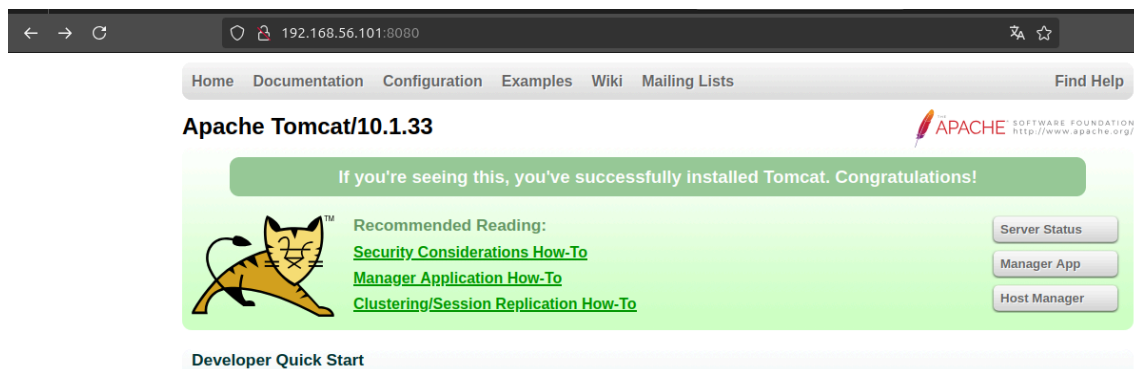 192.168.56.101:8080
Home Documentation Configuration Examples Wiki Mailing Lists Find Help
Apache Tomcat/10.1.33
THE
APACHE® SOFTWARE FOUNDATION
http://www.apache.org/
If you're seeing this, you've successfully installed Tomcat. Congratulations!
TM
Recommended Reading:
Security Considerations How-To
Manager Application How-To
Clustering/Session Replication How-To
Server Status
Manager App
Host Manager
Developer Quick Start